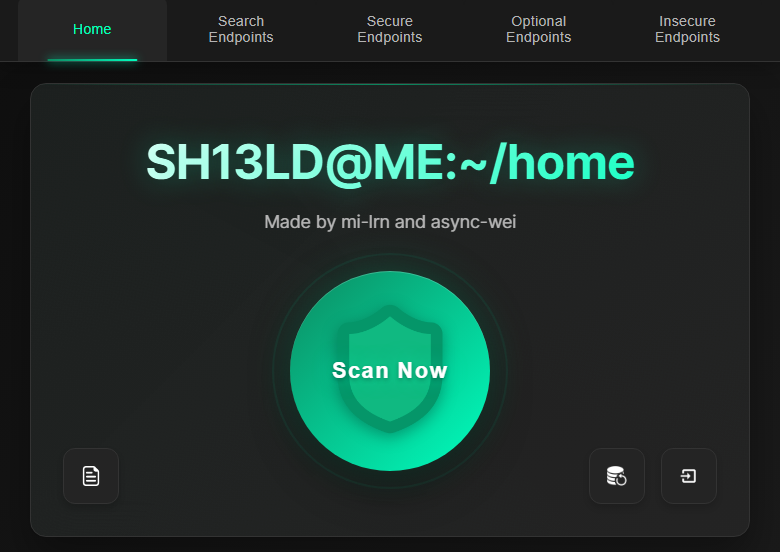 Home
Search
Endpoints
Secure
Endpoints
Optional
Endpoints
Insecure
Endpoints
SH13LD@ME:~/home
Made by mi-lrn and async-wei
Scan Now